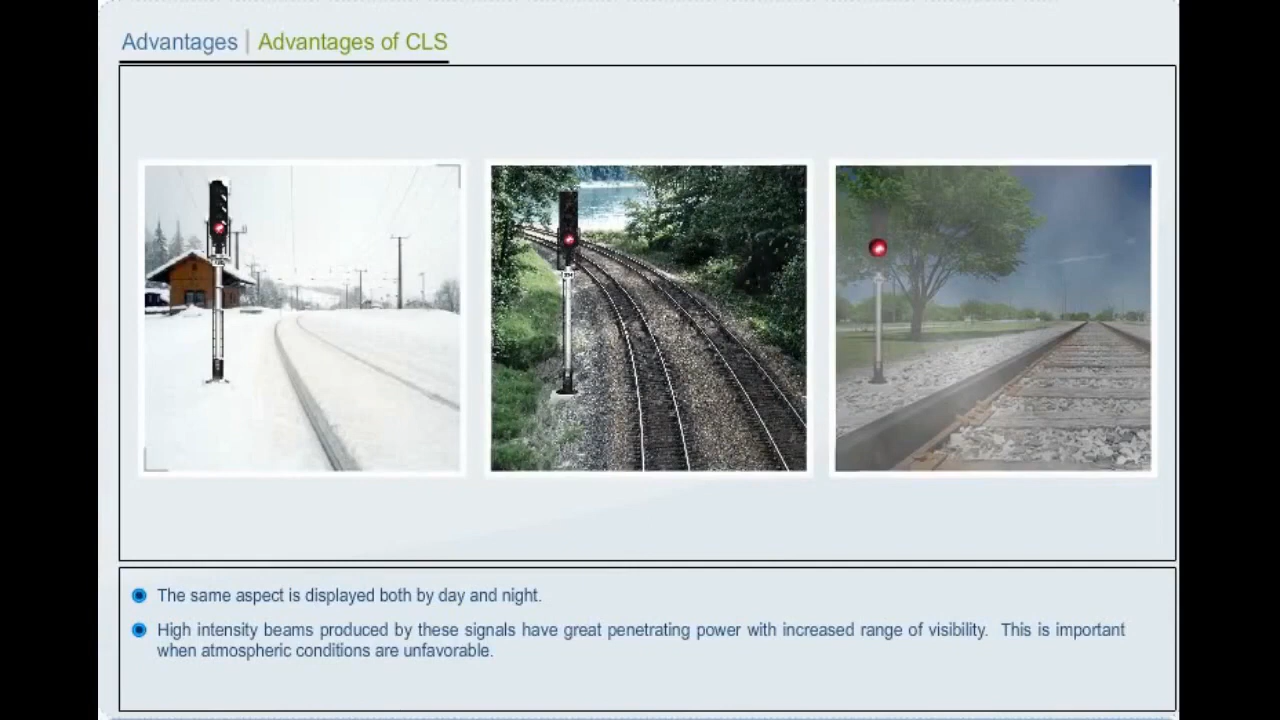 Advantages | Advantages of CLS
The same aspect is displayed both by day and night.
High intensity beams produced by these signals have great penetrating power with increased range of visibility. This is important
when atmospheric conditions are unfavorable.